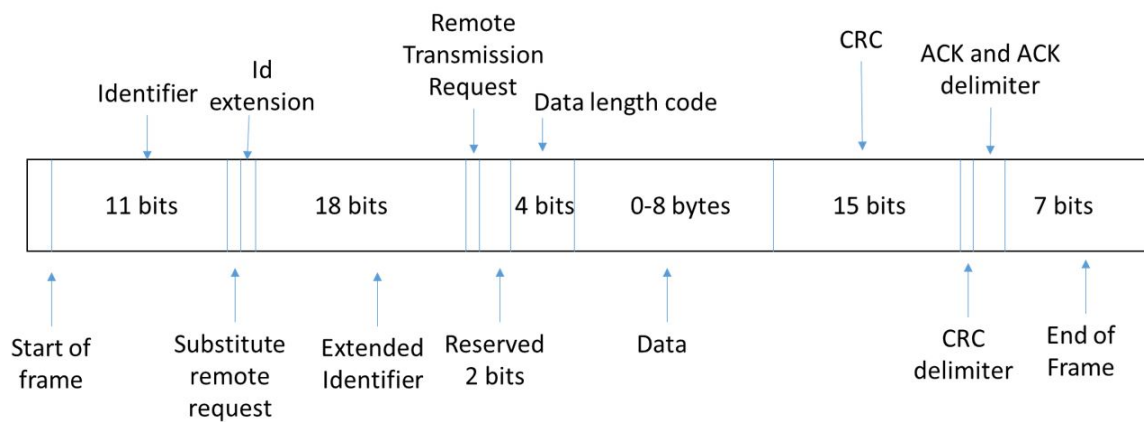 Remote
Transmission
Request
CRC
ACK and ACK
delimiter
Id
extension
Identifier
Data length code
11 bits
18 bits
4 bits
0-8 bytes
15 bits
7 bits
Start of
frame
Substitute
remote
request
Extended
Identifier
Reserved
2 bits
Data
CRC
delimiter
End of
Frame